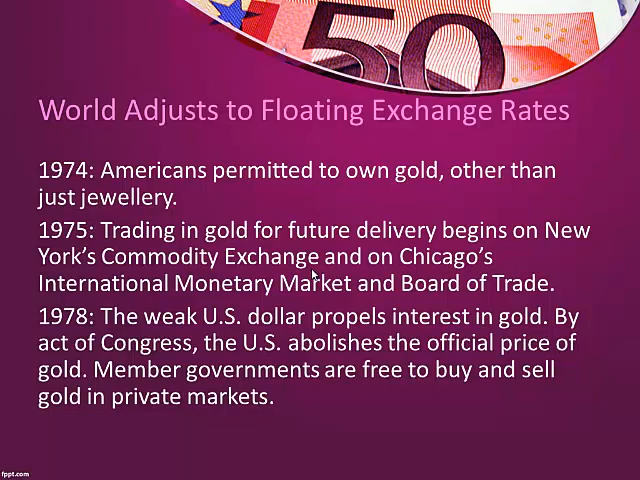 50
World Adjusts to Floating Exchange Rates
1974: Americans permitted to own gold, other than
just jewellery.
1975: Trading in gold for future delivery begins on New
York’s Commodity Exchange and on Chicago’s
International Monetary Market and Board of Trade.
1978: The weak U.S. dollar propels interest in gold. By
act of Congress, the U.S. abolishes the official price of
gold. Member governments are free to buy and sell
gold in private markets.
fppt.com